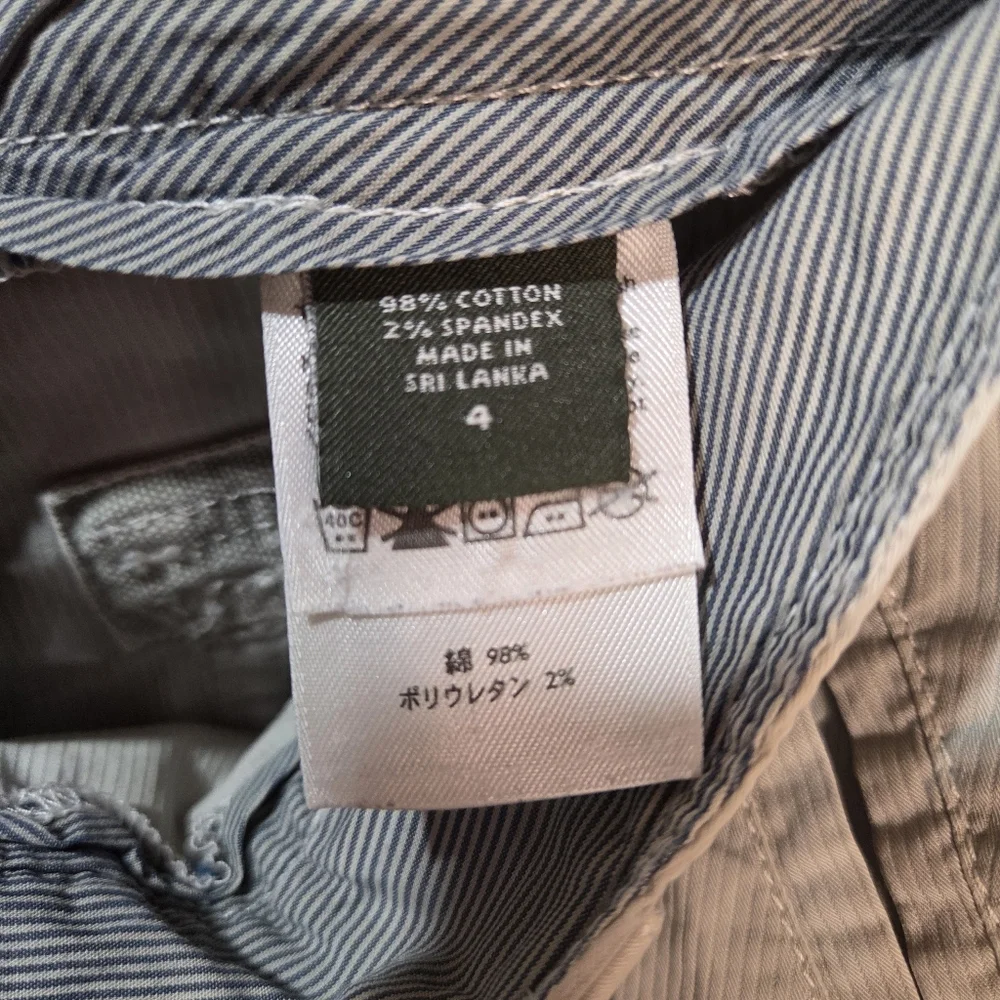 98% COTTON
2% SPANDEX
MADE IN
SRI LANKA
4
40C
綿 98%
ポリウレタン 2%